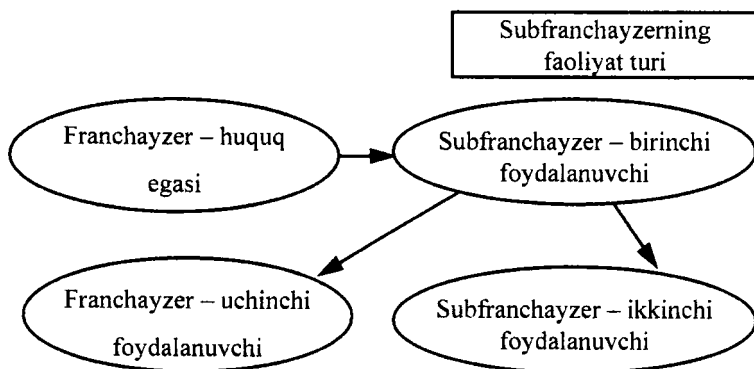 Subfranchayzerning
faoliyat turi
Franchayzer – huquq
egasi
Subfranchayzer – birinchi
foydalanuvchi
Franchayzer – uchinchi
foydalanuvchi
Subfranchayzer – ikkinchi
foydalanuvchi